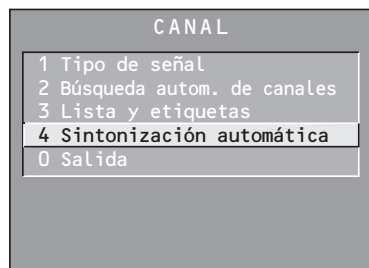 CANAL
1 Tipo de señal
2 Búsqueda autom. de canales
3 Lista y etiquetas
4 Sintonización automática
0 Salida